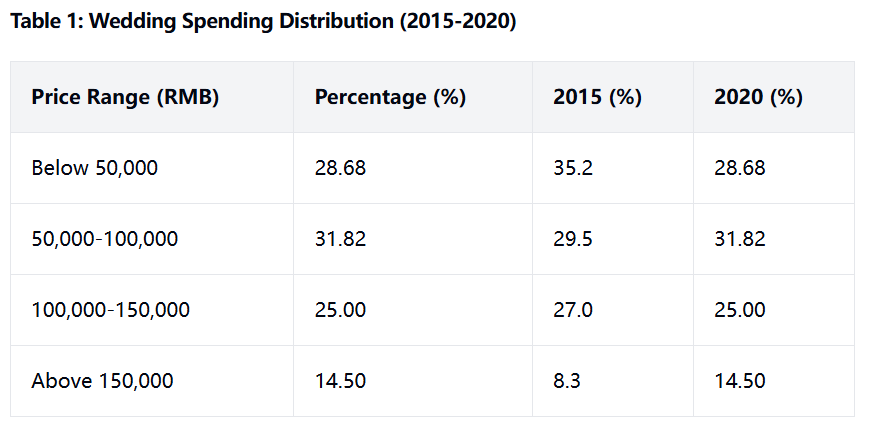 Table 1: Wedding Spending Distribution (2015-2020)
Price Range (RMB) Percentage (%) 2015 (%) 2020 (%)
Below 50,000 28.68 35.2 28.68
50,000-100,000 31.82 29.5 31.82
100,000-150,000 25.00 27.0 25.00
Above 150,000 14.50 8.3 14.50